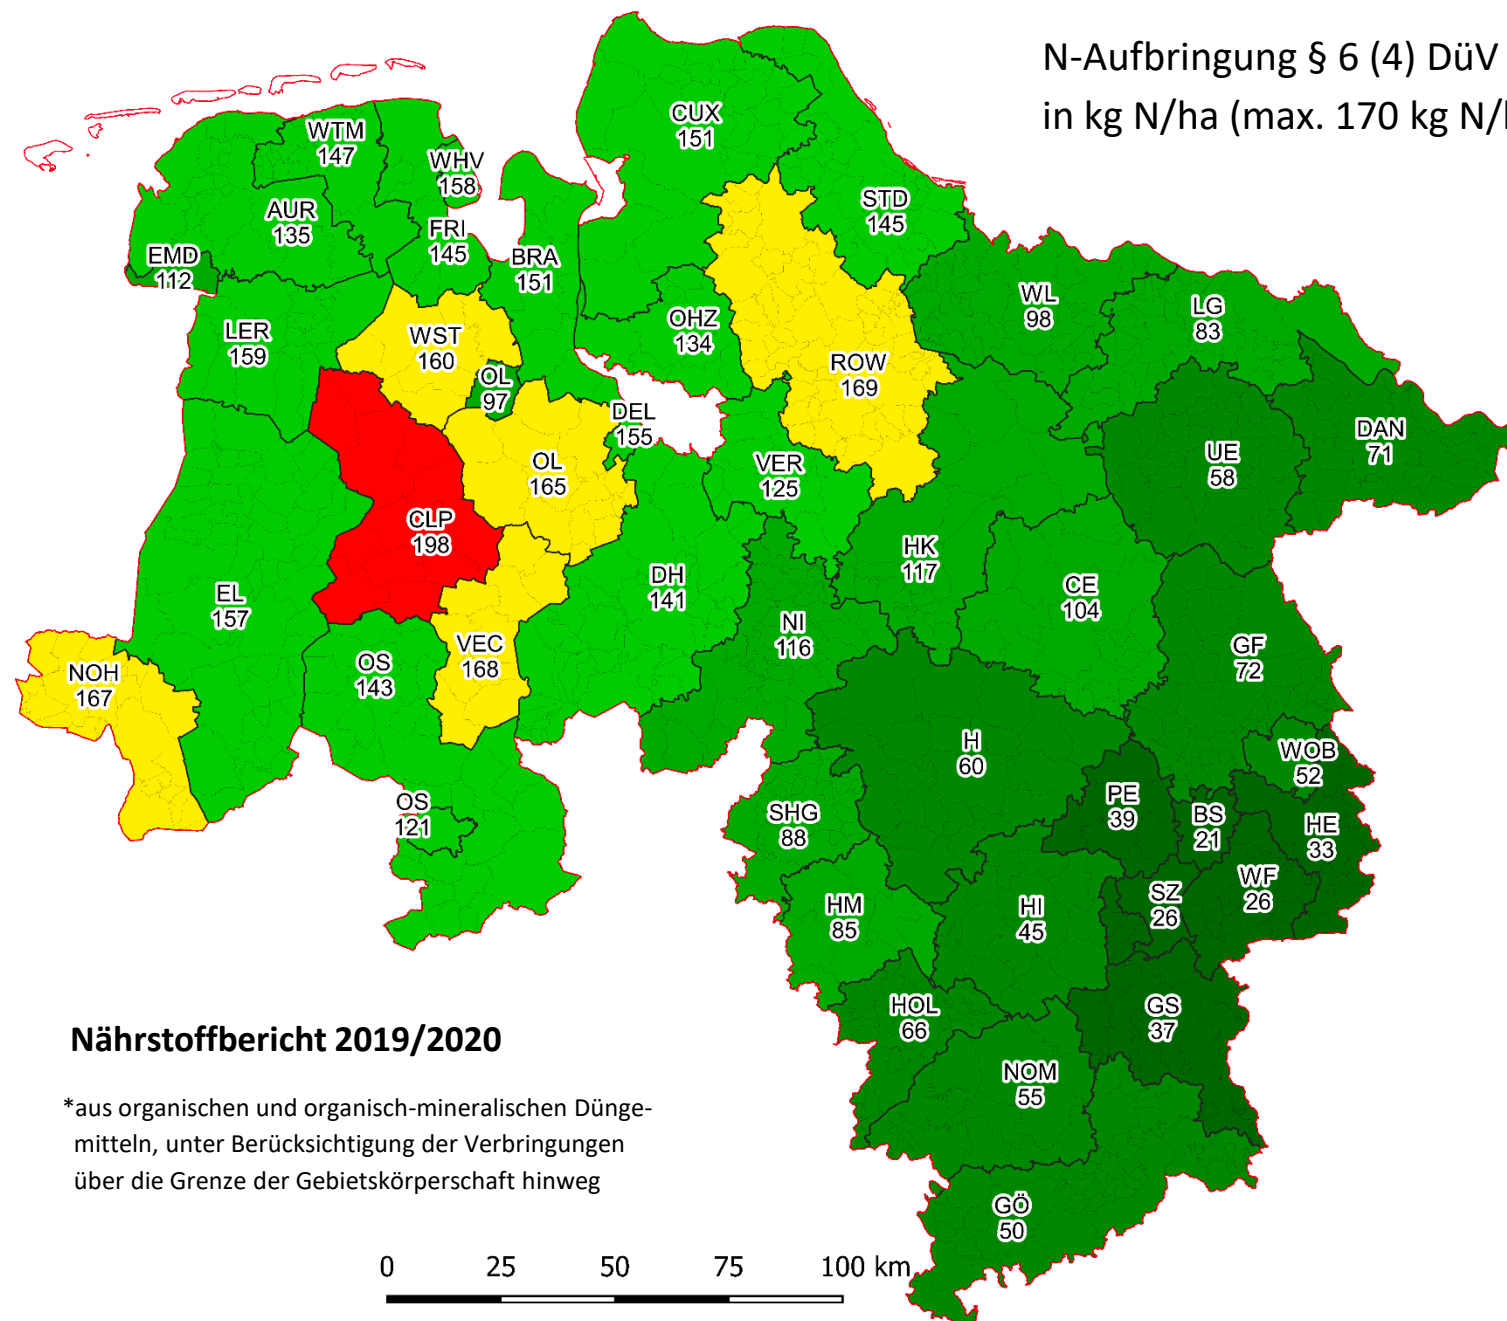 N-Aufbringung § 6 (4) DüV
in kg N/ha (max. 170 kg N/
CUX
151
WTM
147
WHV
158
STD
145
AUR
135
FRI
145
EMD
112
BRA
151
WL
98
LG
83
OHZ
134
LER
159
WST
160
ROW
169
OL
97
DEL
155
DAN
71
UE
58
VER
125
OL
165
CLP
198
HK
117
CE
104
DH
141
EL
157
NI
116
GF
72
VEC
168
OS
143
NOH
167
H
60
WOB
52
PE
39
BS
21
HE
33
OS
121
SHG
88
WF
26
SZ
26
HM
85
HI
45
HOL
66
GS
37
NOM
55
GÖ
50
Nährstoffbericht 2019/2020
*aus organischen und organisch-mineralischen Dünge-
mitteln, unter Berücksichtigung der Verbringungen
über die Grenze der Gebietskörperschaft hinweg
0 25 50 75 100 km